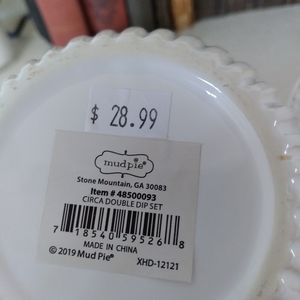 $ 28.99
mudpie®
Stone Mountain, GA 30083
Item # 48500093
CIRCA DOUBLE DIP SET
7 18540 59526 8
MADE IN CHINA
© 2019 Mud Pie® XHD-12121